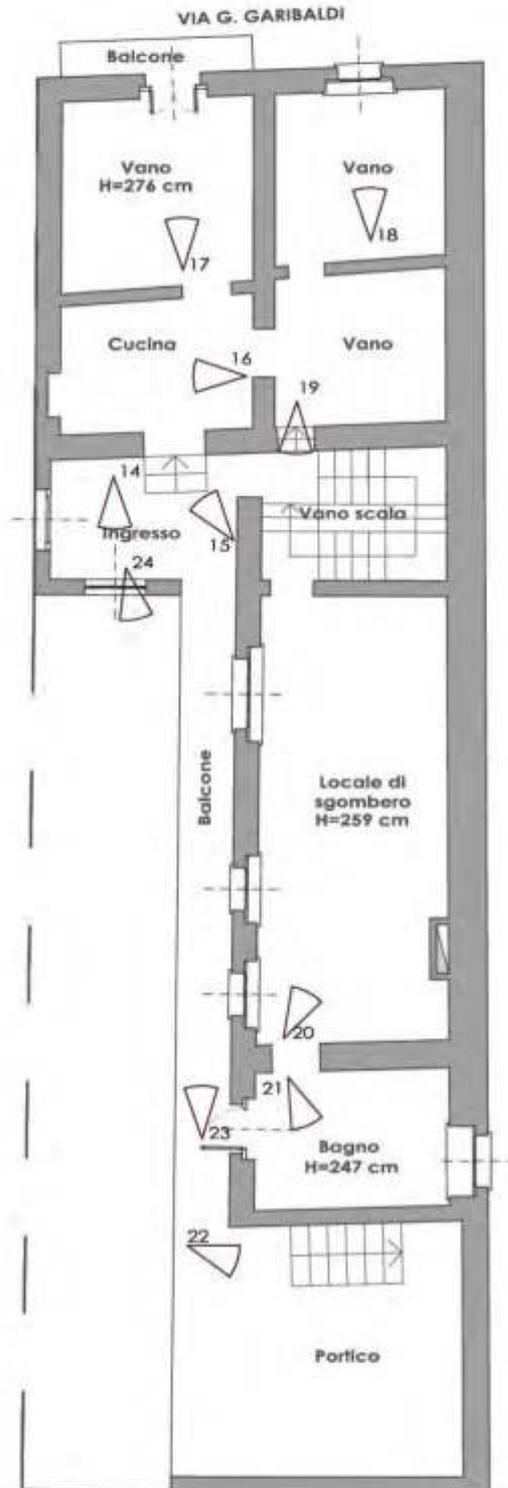 VIA G. GARIBALDI
Balcone
Vano
H=276 cm
Vano
17
18
Cucina
Vano
16
19
14
Ingresso
15
Vano scala
24
Balcone
Locale di
sgombero
H=259 cm
20
21
23
Bagno
H=247 cm
22
Portico